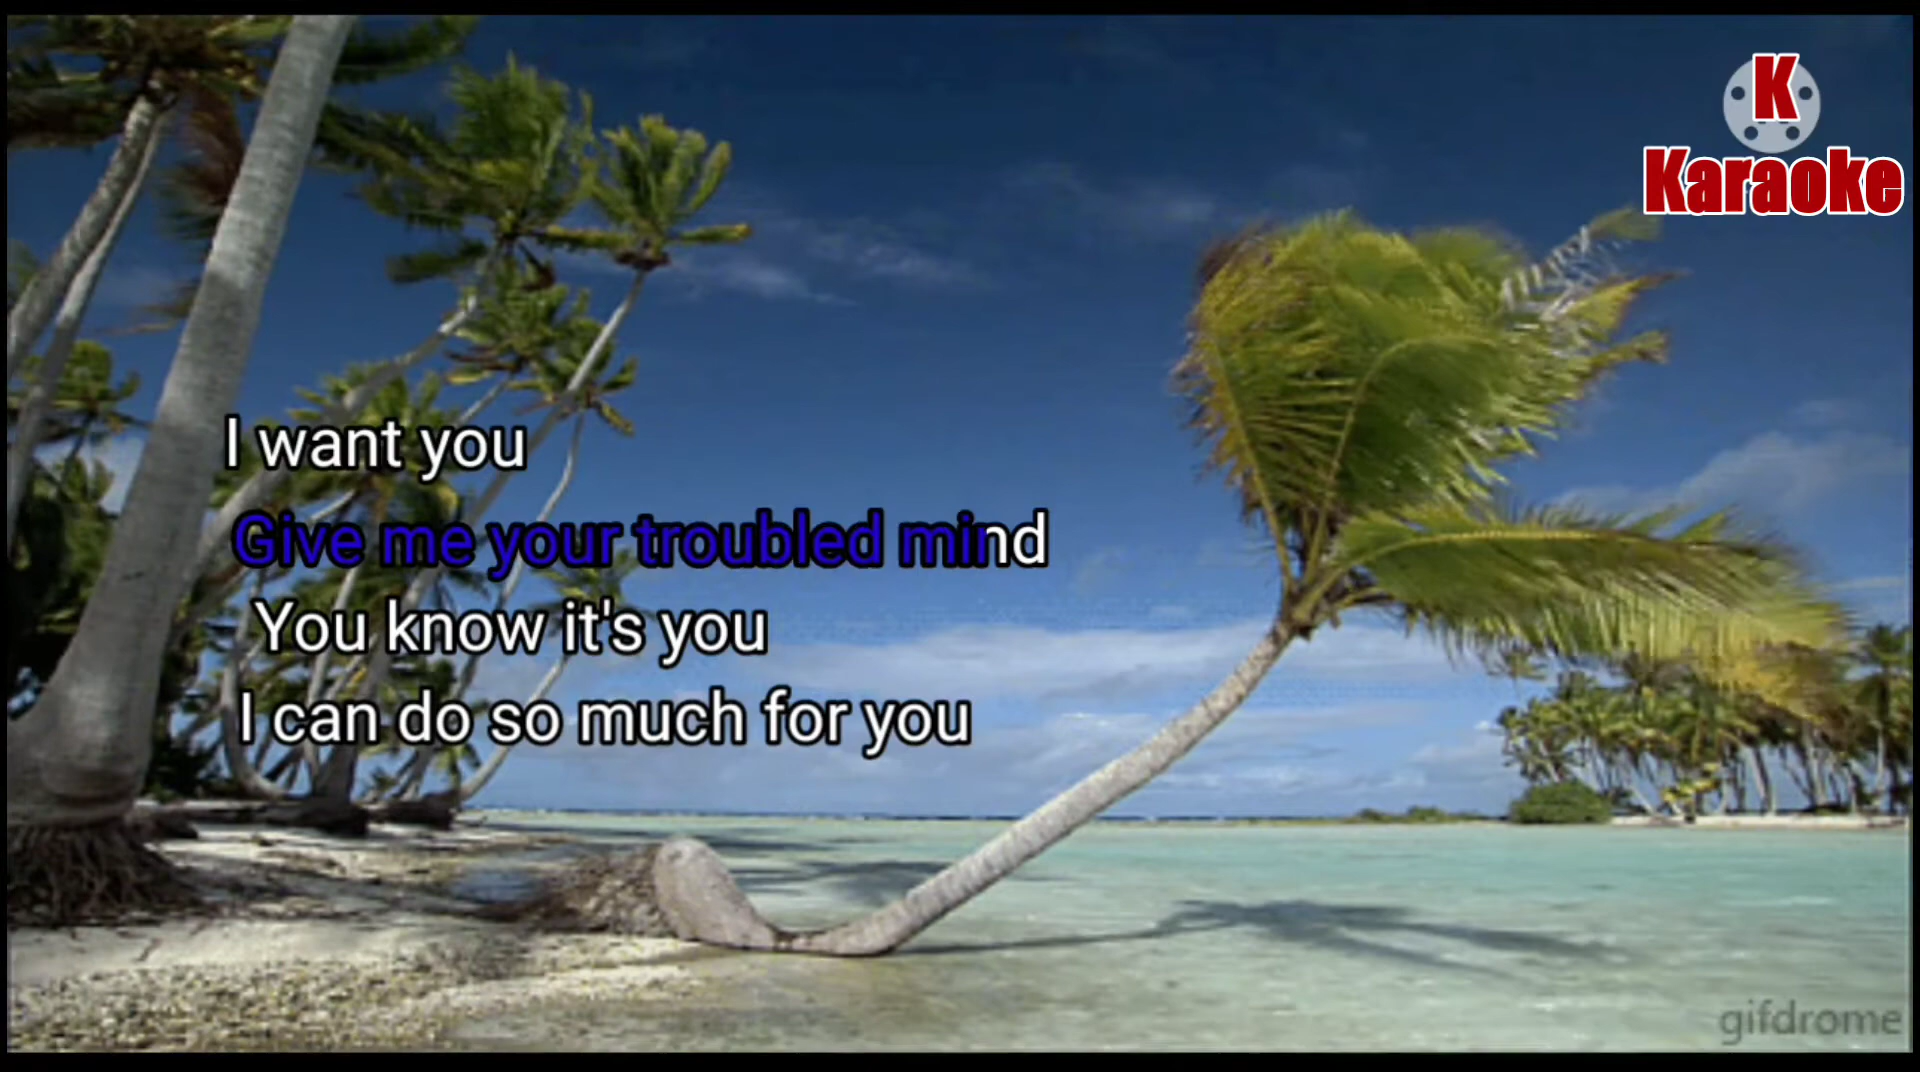 K
Karaoke
I want you
Give me your troubled mind
You know it's you
I can do so much for you
gifdrome